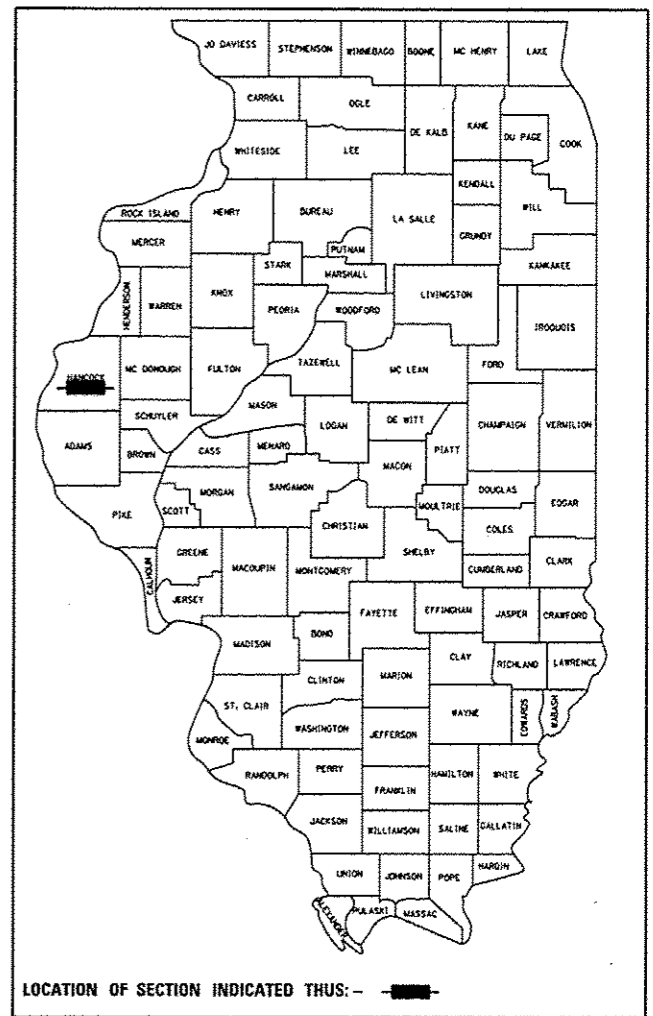 JO DAVIESS STEPHENSON WINNEBAGO BOONE MC HENRY LAKE
CARROLL OGLE DE KALB KANE DU PAGE COOK
WHITESIDE LEE KENDALL WILL
ROCK ISLAND HENRY BUREAU LA SALLE GRUNDY
MERCER PUTNAM KANKAKEE
STARK MARSHALL
HENDERSON WARREN KNOX PEORIA WOODFORD LIVINGSTON IROQUOIS
HANCOCK MC DONOUGH FULTON TAZEWELL MC LEAN FORD
SCHUYLER MASON LOGAN DE WITT CHAMPAIGN VERMILION
ADAMS BROWN CASS MENARD MACON PIATT
PIKE SCOTT MORGAN SANGAMON MOULTRIE DOUGLAS EDGAR
CHRISTIAN COLES
CALHOUN GREENE MACOUPIN MONTGOMERY SHELBY CUMBERLAND CLARK
JERSEY FAYETTE EFFINGHAM JASPER CRAWFORD
MADISON BOND CLAY RICHLAND LAWRENCE
CLINTON MARION
ST. CLAIR WAYNE EDWARDS WABASH
MONROE WASHINGTON JEFFERSON
RANDOLPH PERRY HAMILTON WHITE
FRANKLIN
JACKSON WILLIAMSON SALINE GALLATIN
UNION JOHNSON POPE HARDIN
ALEXANDER PULASKI MASSAC
LOCATION OF SECTION INDICATED THUS: -